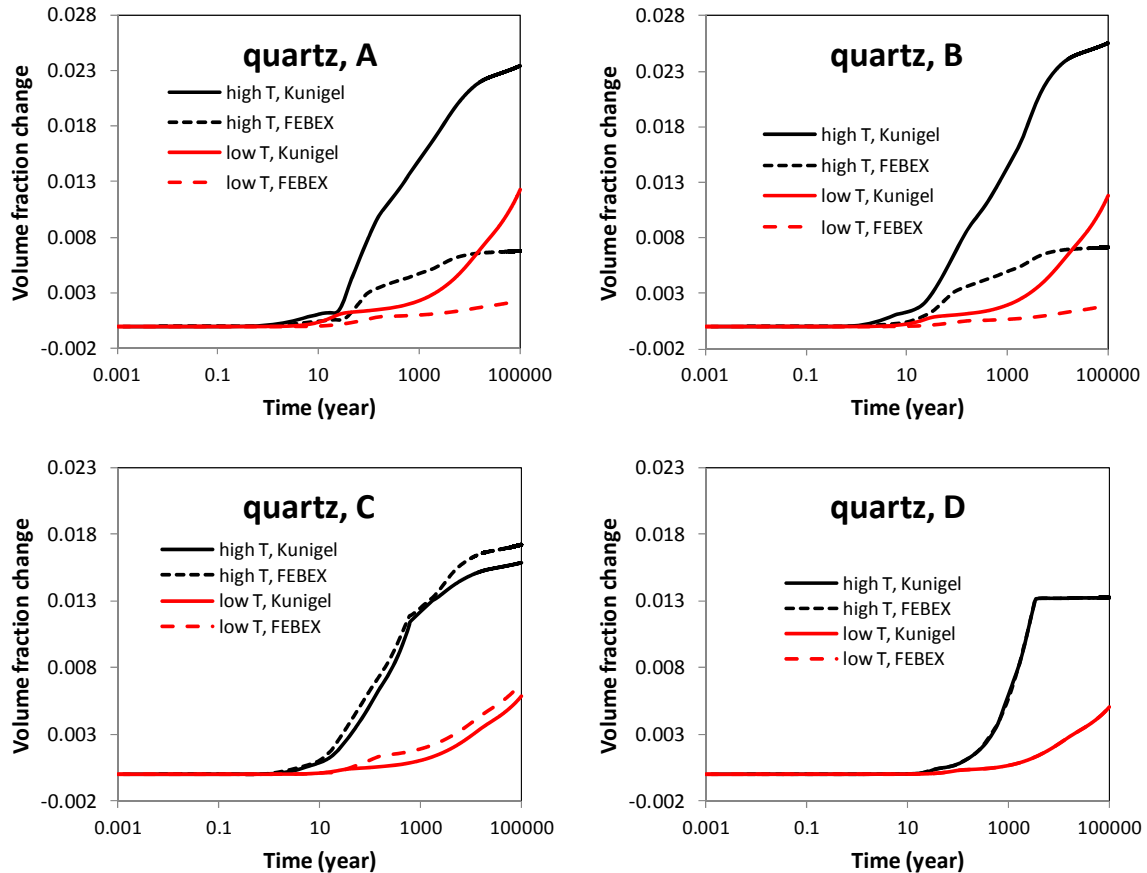 quartz, A
high T, Kunigel
high T, FEBEX
low T, Kunigel
low T, FEBEX
0.028
0.023
0.018
0.013
0.008
0.003
-0.002
Volume fraction change
0.001 0.1 10 1000 100000
Time (year)
quartz, B
high T, Kunigel
high T, FEBEX
low T, Kunigel
low T, FEBEX
0.028
0.023
0.018
0.013
0.008
0.003
-0.002
Volume fraction change
0.001 0.1 10 1000 100000
Time (year)
quartz, C
high T, Kunigel
high T, FEBEX
low T, Kunigel
low T, FEBEX
0.023
0.018
0.013
0.008
0.003
-0.002
Volume fraction change
0.001 0.1 10 1000 100000
Time (year)
quartz, D
high T, Kunigel
high T, FEBEX
low T, Kunigel
low T, FEBEX
0.023
0.018
0.013
0.008
0.003
-0.002
Volume fraction change
0.001 0.1 10 1000 100000
Time (year)